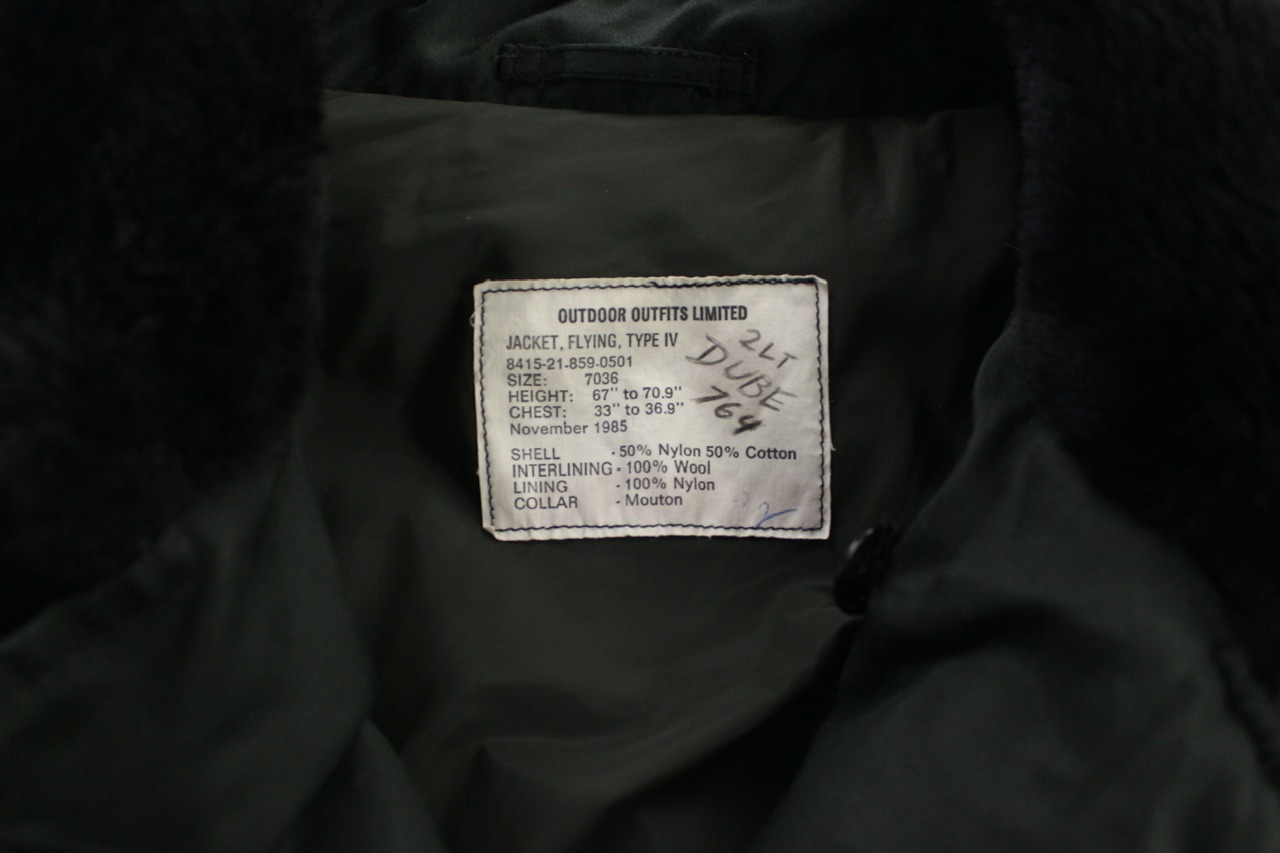 OUTDOOR OUTFITS LIMITED
JACKET, FLYING, TYPE IV
8415-21-859-0501
SIZE: 7036
HEIGHT: 67" to 70.9"
CHEST: 33" to 36.9"
November 1985
2LT
DUBE
764
SHELL - 50% Nylon 50% Cotton
INTERLINING - 100% Wool
LINING - 100% Nylon
COLLAR - Mouton